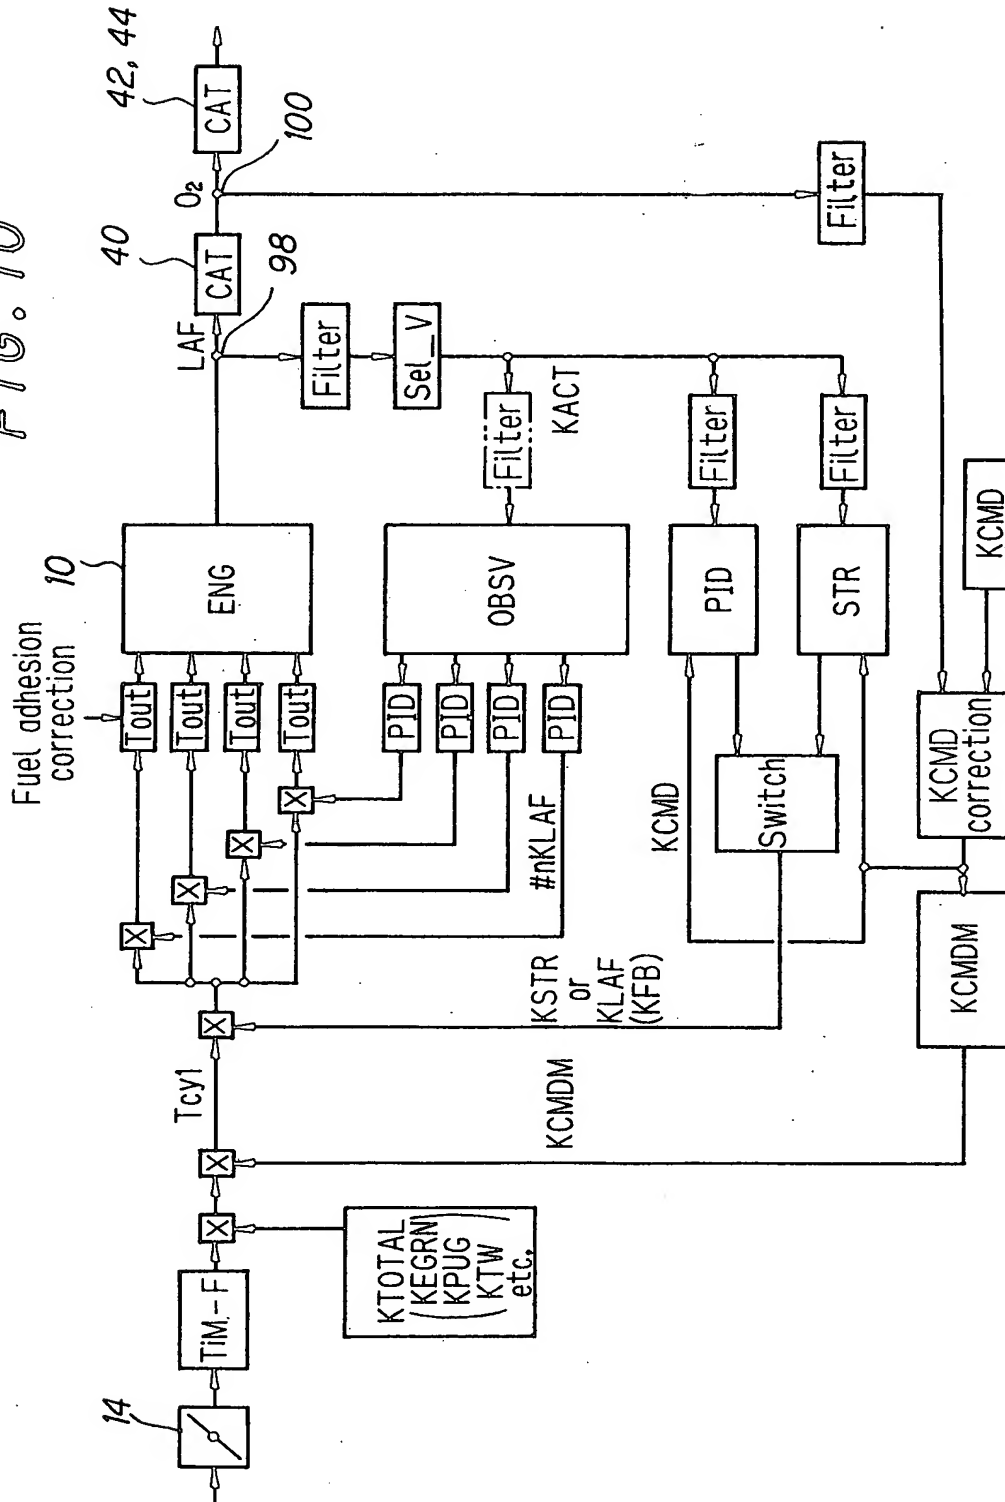 FIG. 10
42, 44
CAT
100
O2
40
CAT
98
LAF
Filter
Filter
Sel_V
Filter
KACT
Filter
Filter
10
ENG
OBSV
PID
STR
KCMD
Fuel adhesion
correction
Tout
Tout
Tout
Tout
PID
PID
PID
PID
Switch
KCMD
correction
X
X
X
X
#nKLAF
KCMD
KCMDM
X
KSTR
or
KLAF
(KFB)
Tcyl
KCMDM
X
X
KTOTAL
(KEGRN
KPUG
KTW)
etc.
TiM.-F
14